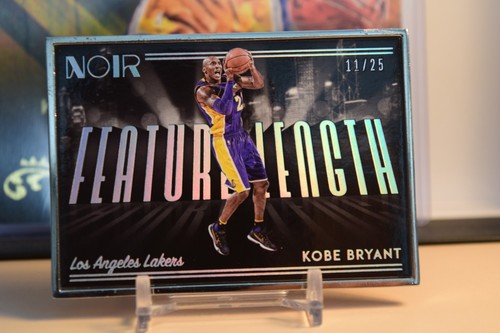 NOIR
11/25
FEATURE LENGTH
Los Angeles Lakers
KOBE BRYANT